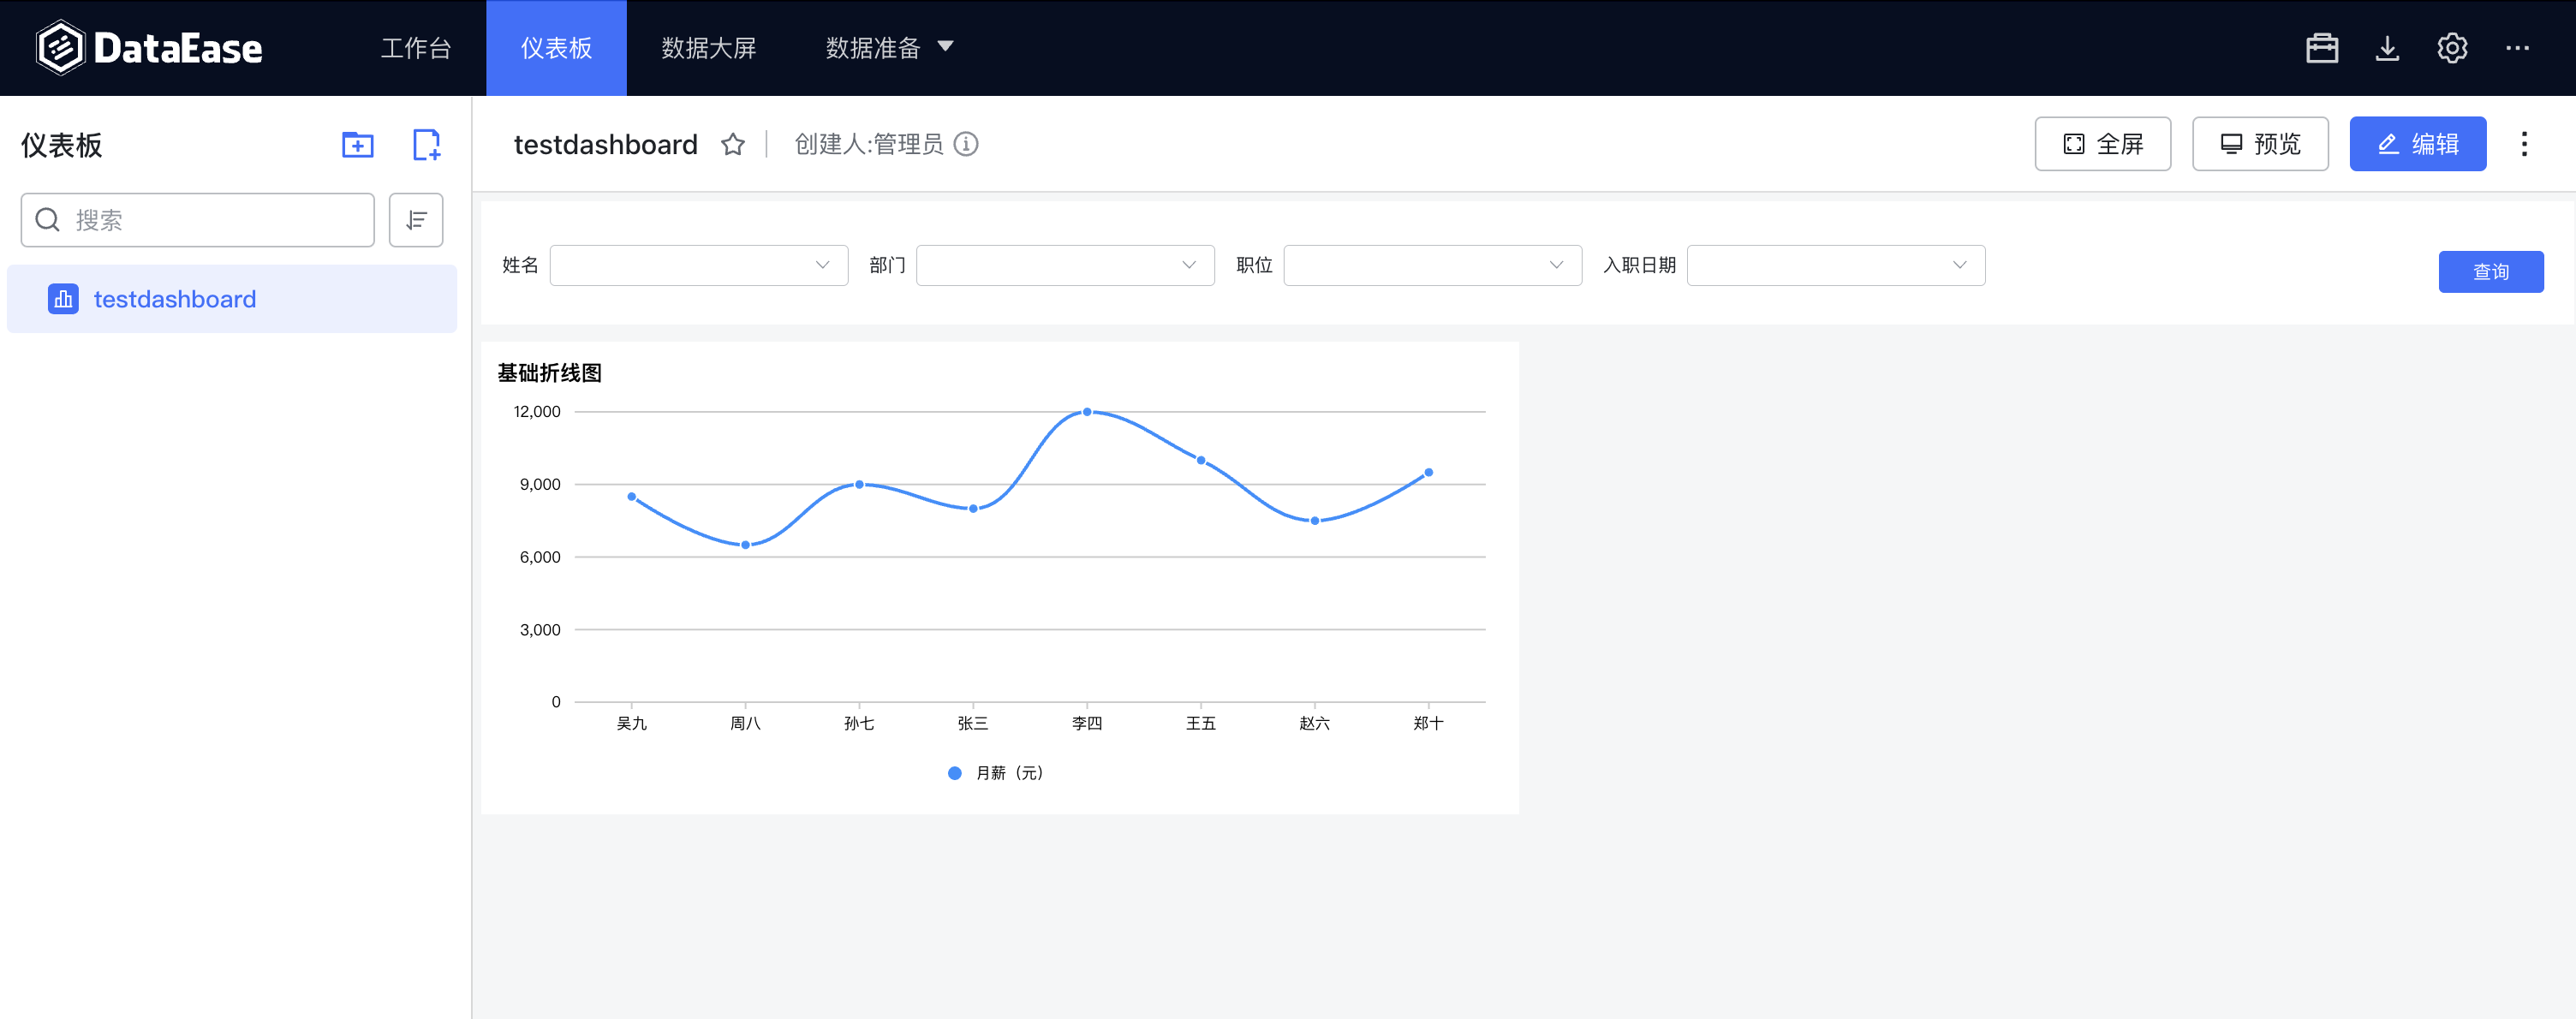 DataEase 工作台 仪表板 数据大屏 数据准备
仪表板
搜索
testdashboard
testdashboard 创建人:管理员 全屏 预览 编辑
姓名 部门 职位 入职日期 查询
基础折线图
12,000
9,000
6,000
3,000
0
吴九 周八 孙七 张三 李四 王五 赵六 郑十
月薪（元）